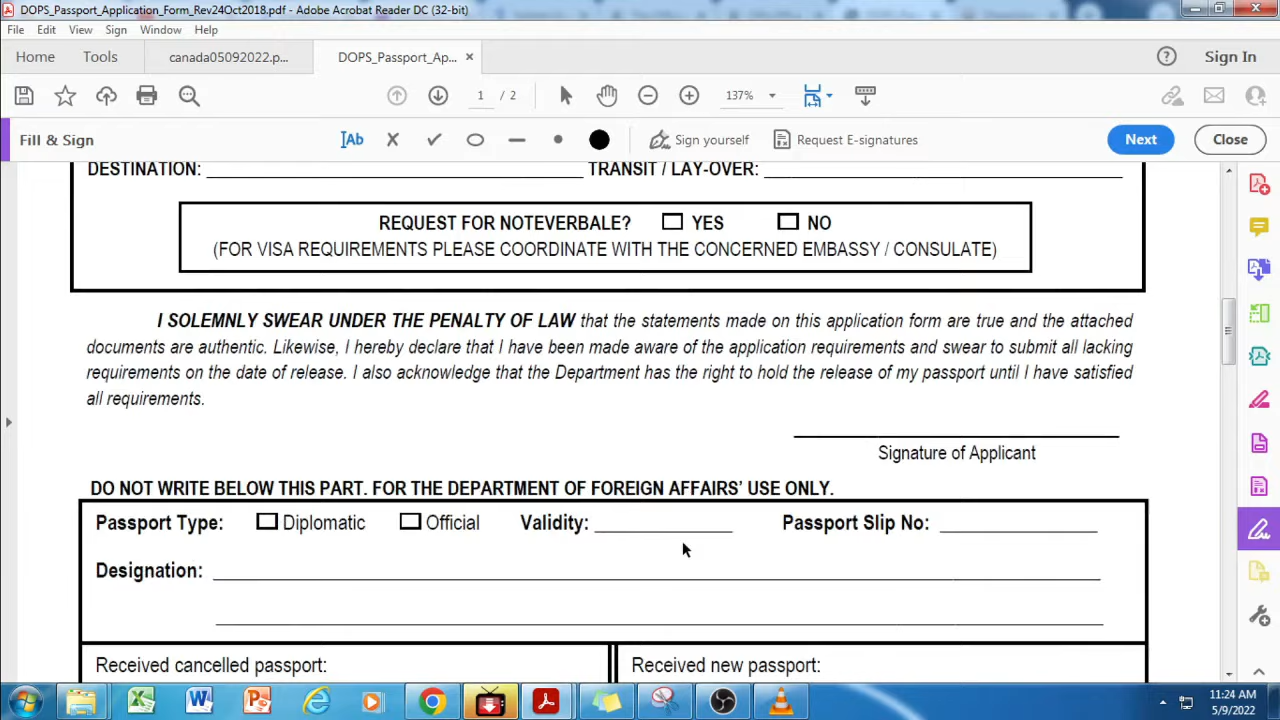 DOPS_Passport_Application_Form_Rev24Oct2018.pdf - Adobe Acrobat Reader DC (32-bit)
File Edit View Sign Window Help
Home Tools canada05092022.p... DOPS_Passport_Ap... × ? Sign In
1 / 2 137%
Fill & Sign Ab Sign yourself Request E-signatures Next Close
DESTINATION: TRANSIT / LAY-OVER:
REQUEST FOR NOTEVERBALE? YES NO
(FOR VISA REQUIREMENTS PLEASE COORDINATE WITH THE CONCERNED EMBASSY / CONSULATE)
I SOLEMNLY SWEAR UNDER THE PENALTY OF LAW that the statements made on this application form are true and the attached
documents are authentic. Likewise, I hereby declare that I have been made aware of the application requirements and swear to submit all lacking
requirements on the date of release. I also acknowledge that the Department has the right to hold the release of my passport until I have satisfied
all requirements.
Signature of Applicant
DO NOT WRITE BELOW THIS PART. FOR THE DEPARTMENT OF FOREIGN AFFAIRS' USE ONLY.
Passport Type: Diplomatic Official Validity: Passport Slip No:
Designation:
Received cancelled passport: Received new passport:
11:24 AM
5/9/2022